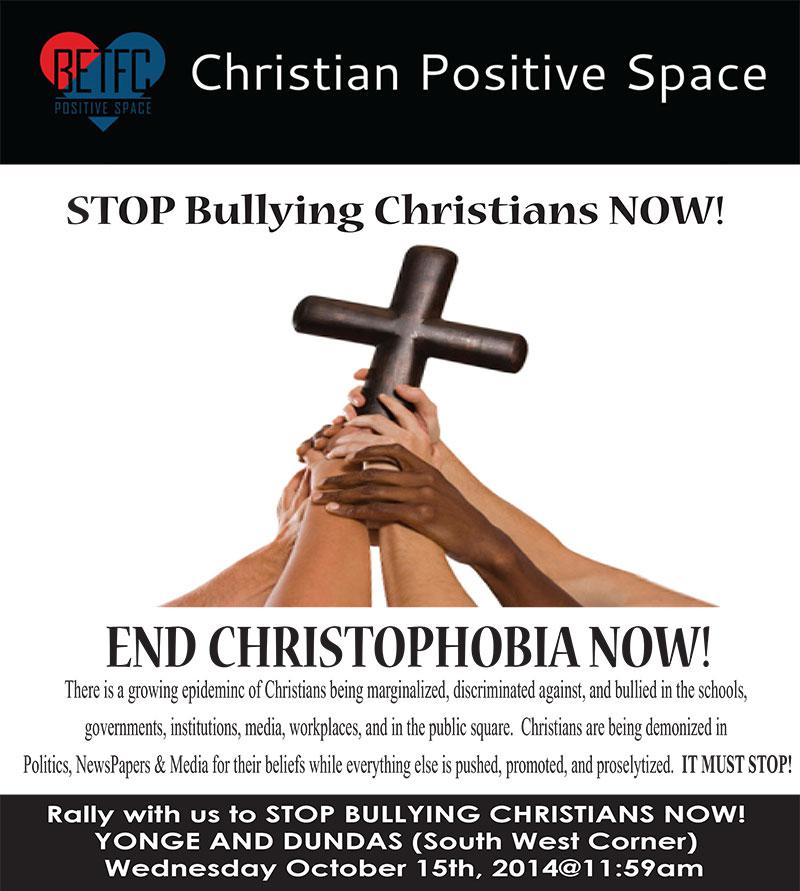 BETFC
POSITIVE SPACE
Christian Positive Space
STOP Bullying Christians NOW!
END CHRISTOPHOBIA NOW!
There is a growing epideminc of Christians being marginalized, discriminated against, and bullied in the schools,
governments, institutions, media, workplaces, and in the public square. Christians are being demonized in
Politics, NewsPapers & Media for their beliefs while everything else is pushed, promoted, and proselytized. IT MUST STOP!
Rally with us to STOP BULLYING CHRISTIANS NOW!
YONGE AND DUNDAS (South West Corner)
Wednesday October 15th, 2014@11:59am